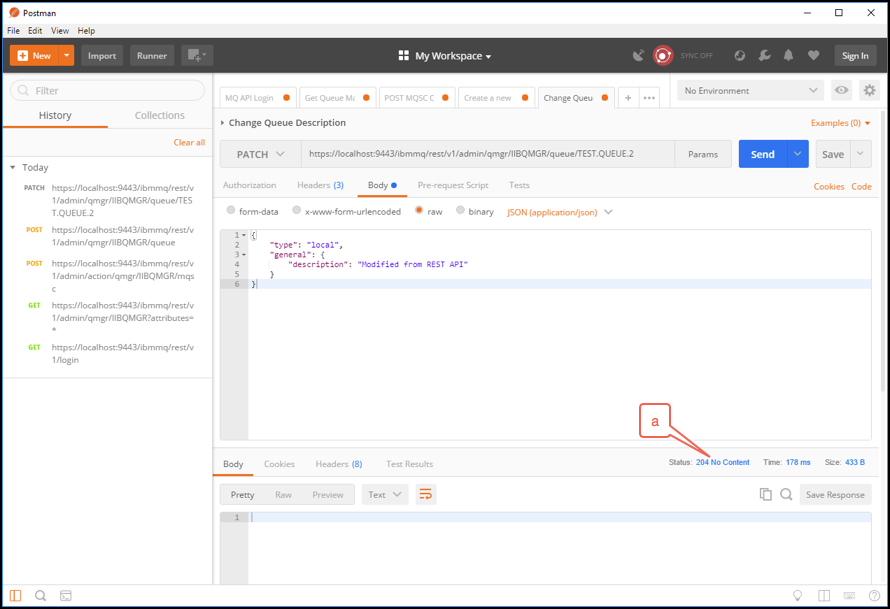 Postman
File Edit View Help
New Import Runner My Workspace SYNC OFF Sign In
Filter
History Collections
Clear all
Today
PATCH https://localhost:9443/ibmmq/rest/v
1/admin/qmgr/IIBQMGR/queue/TES
T.QUEUE.2
POST https://localhost:9443/ibmmq/rest/v
1/admin/qmgr/IIBQMGR/queue
POST https://localhost:9443/ibmmq/rest/v
1/admin/action/qmgr/IIBQMGR/mqs
c
GET https://localhost:9443/ibmmq/rest/v
1/admin/qmgr/IIBQMGR?attributes=
*
GET https://localhost:9443/ibmmq/rest/v
1/login
MQ API Login Get Queue Ma POST MQSC C Create a new Change Queu + ••• No Environment
Change Queue Description Examples (0)
PATCH https://localhost:9443/ibmmq/rest/v1/admin/qmgr/IIBQMGR/queue/TEST.QUEUE.2 Params Send Save
Authorization Headers (3) Body Pre-request Script Tests Cookies Code
form-data x-www-form-urlencoded raw binary JSON (application/json)
1 {
2 "type": "local",
3 "general": {
4 "description": "Modified from REST API"
5 }
6 }
a
Body Cookies Headers (8) Test Results Status: 204 No Content Time: 178 ms Size: 433 B
Pretty Raw Preview Text Save Response
1